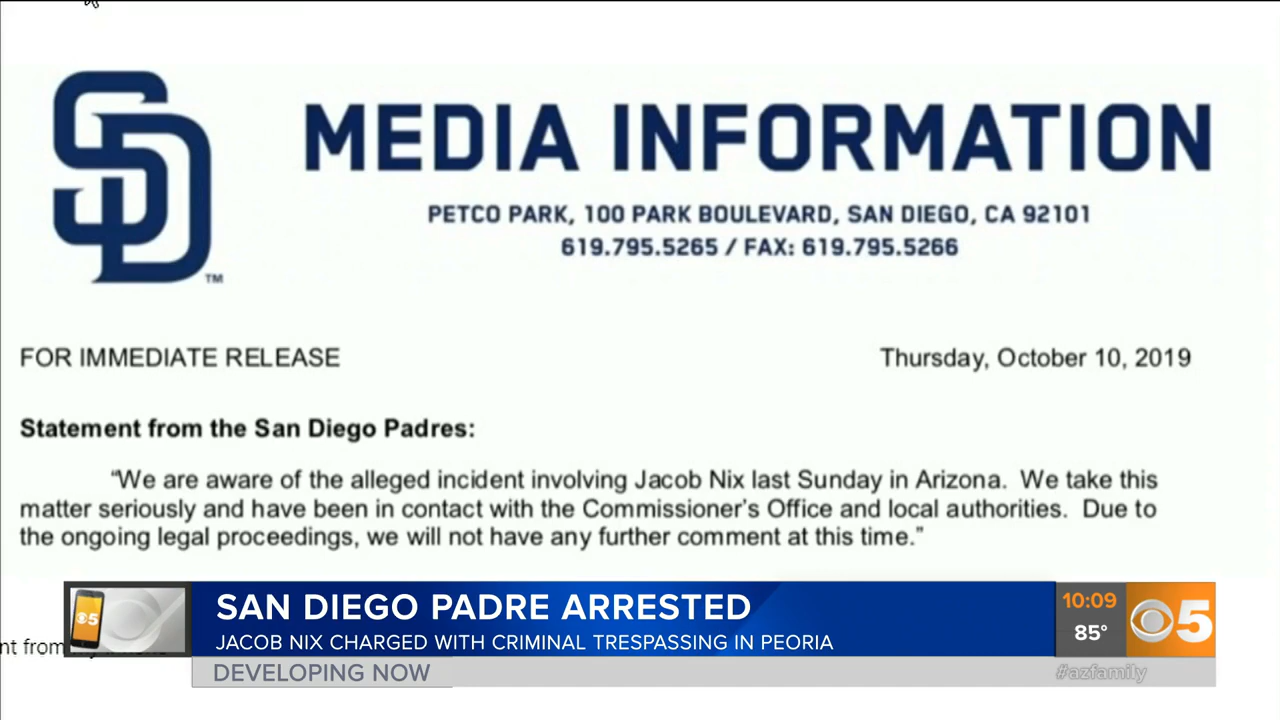 SD
TM
MEDIA INFORMATION
PETCO PARK, 100 PARK BOULEVARD, SAN DIEGO, CA 92101
619.795.5265 / FAX: 619.795.5266
FOR IMMEDIATE RELEASE
Thursday, October 10, 2019
Statement from the San Diego Padres:
“We are aware of the alleged incident involving Jacob Nix last Sunday in Arizona. We take this
matter seriously and have been in contact with the Commissioner’s Office and local authorities. Due to
the ongoing legal proceedings, we will not have any further comment at this time.”
5
SAN DIEGO PADRE ARRESTED
JACOB NIX CHARGED WITH CRIMINAL TRESPASSING IN PEORIA
DEVELOPING NOW
10:09
85°
5
#azfamily